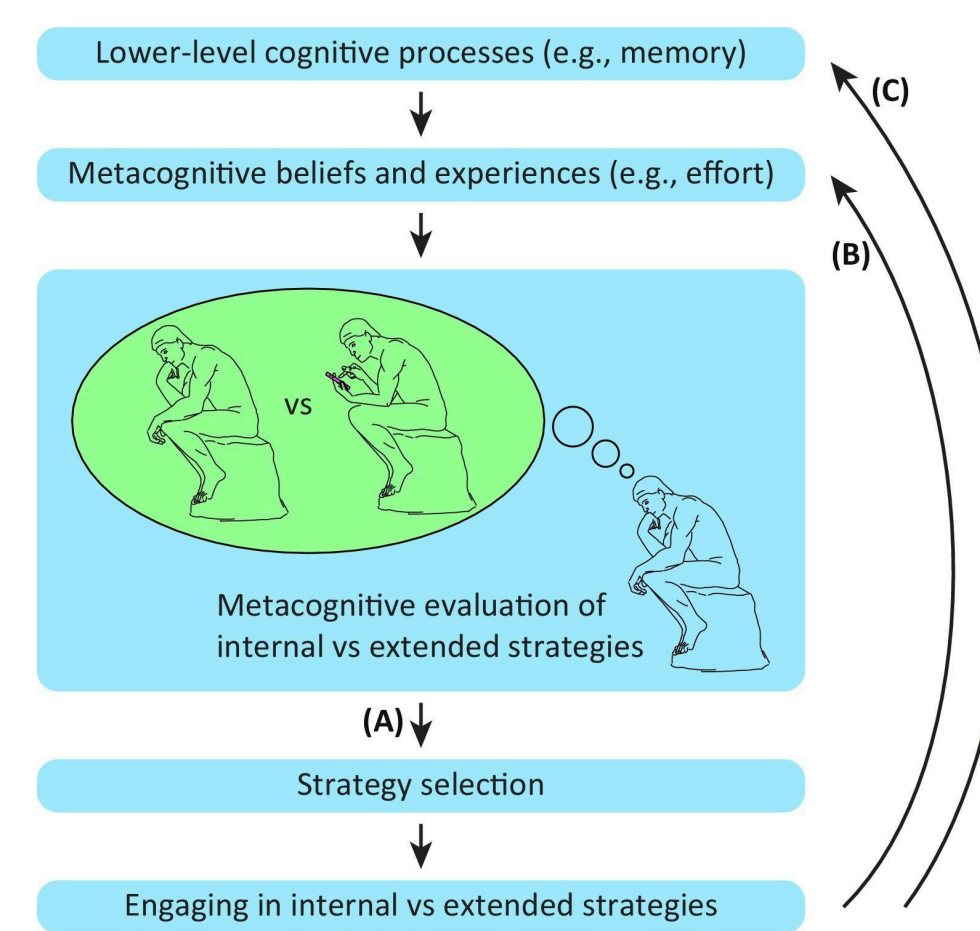 Lower-level cognitive processes (e.g., memory)
(C)
Metacognitive beliefs and experiences (e.g., effort)
(B)
vs
Metacognitive evaluation of
internal vs extended strategies
(A)
Strategy selection
Engaging in internal vs extended strategies